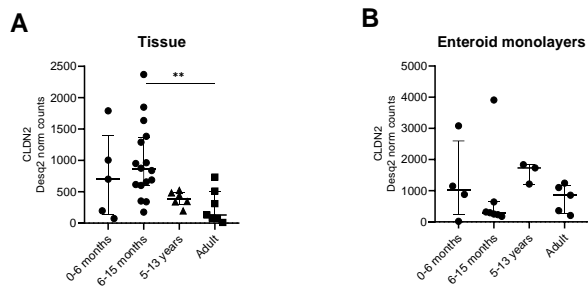 A
Tissue
**
CLDN2
Desq2 norm counts
2500
2000
1500
1000
500
0
0-6 months
6-15 months
5-13 years
Adult
B
Enteroid monolayers
CLDN2
Desq2 norm counts
5000
4000
3000
2000
1000
0
0-6 months
6-15 months
5-13 years
Adult